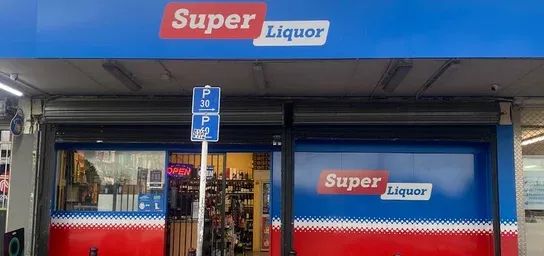 Super
Liquor
P
30
P
OPEN
Super
Liquor